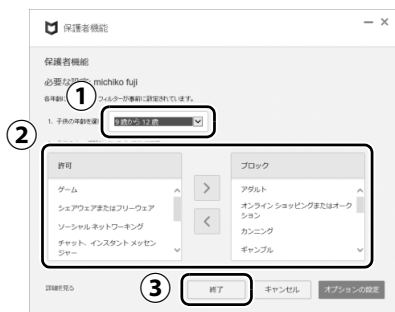 保護者機能
保護者機能
必要な設定: michiko fuji
フィルターが事前に設定されています。
1. 子供の年齢を選
9 歳から 12 歳
許可
ブロック
ゲーム
シェアウェアまたはフリーウェア
ソーシャル ネットワーキング
チャット、インスタント メッセンジャー
アダルト
オンライン ショッピングまたはオークション
カンニング
ギャンブル
詳細を見る
終了
キャンセル
オプションの設定
①
②
③